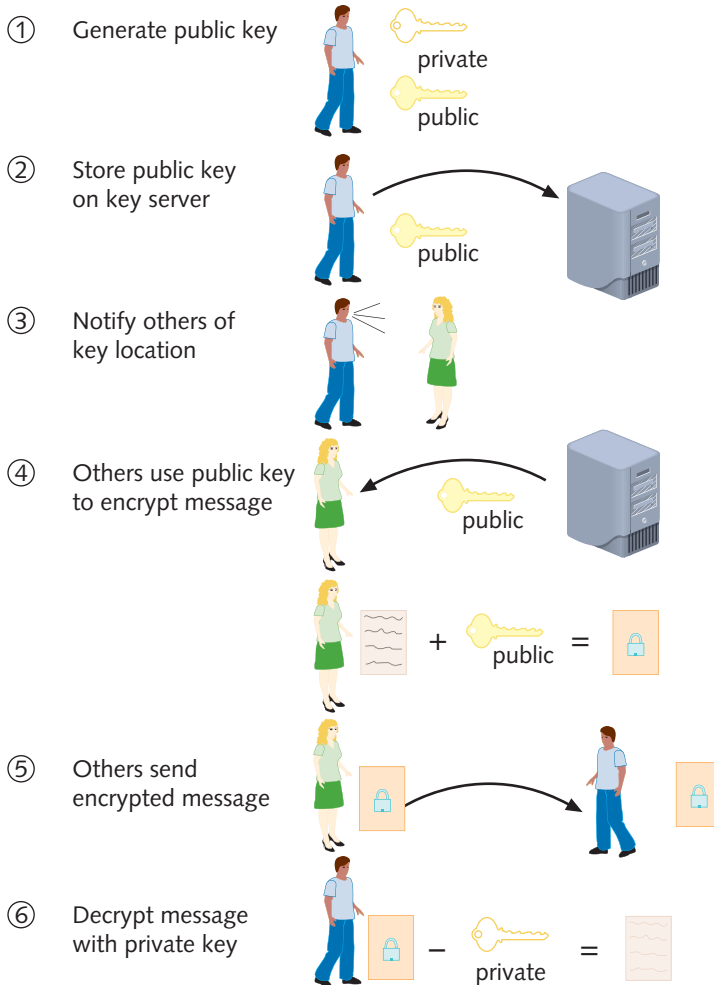 ① Generate public key
private
public
② Store public key
on key server
public
③ Notify others of
key location
④ Others use public key
to encrypt message
public
+ public =
⑤ Others send
encrypted message
⑥ Decrypt message
with private key
– private =